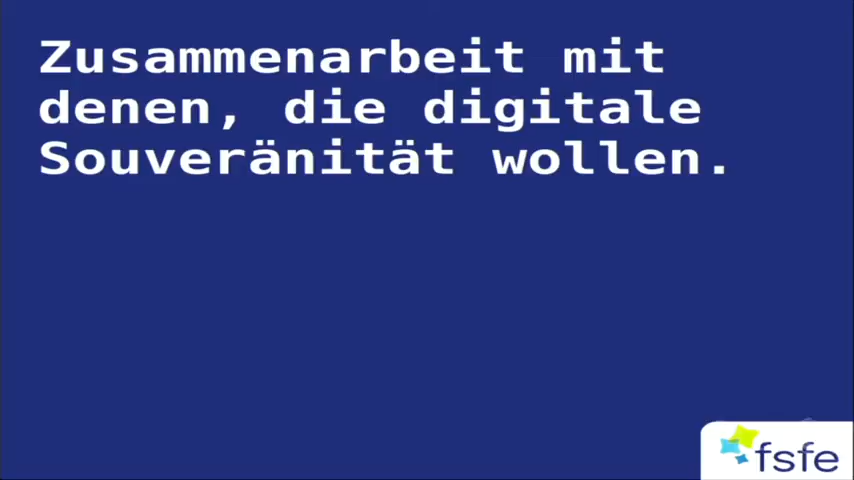 Zusammenarbeit mit
denen, die digitale
Souveränität wollen.
fsfe